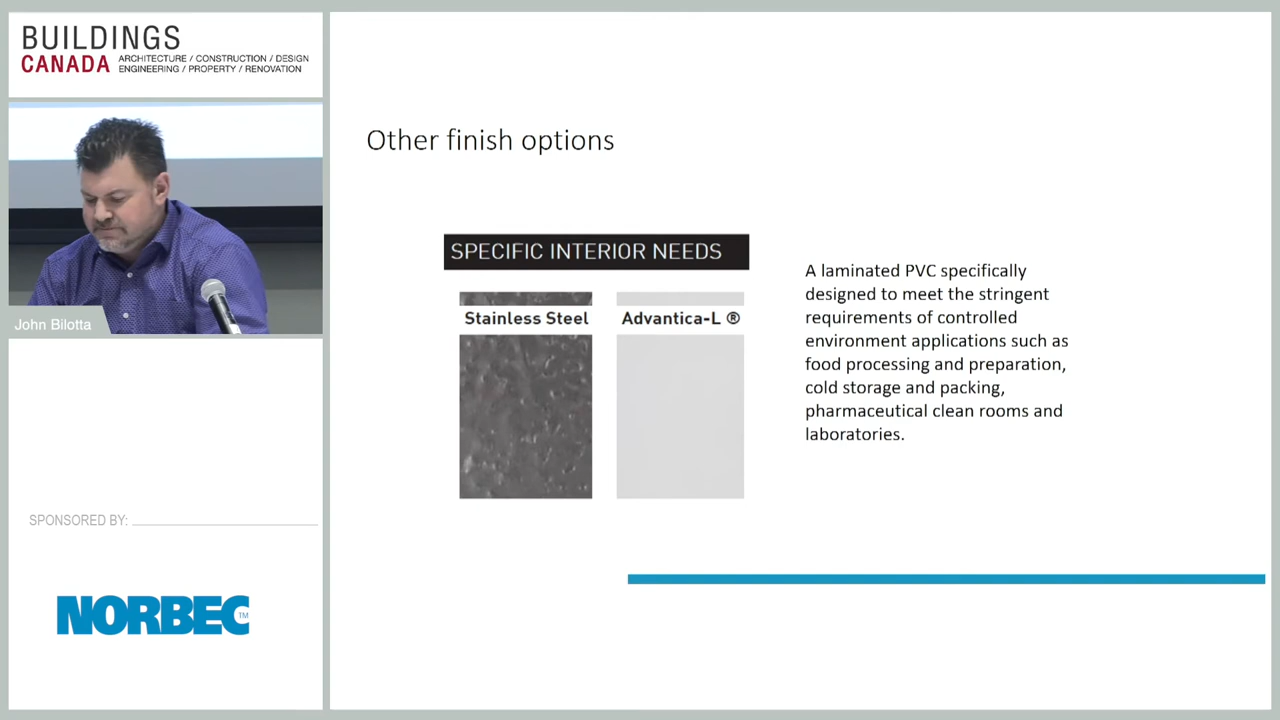 BUILDINGS
CANADA
ARCHITECTURE / CONSTRUCTION / DESIGN
ENGINEERING / PROPERTY / RENOVATION
John Bilotta
SPONSORED BY:
NORBEC™
Other finish options
SPECIFIC INTERIOR NEEDS
Stainless Steel
Advantica-L ®
A laminated PVC specifically
designed to meet the stringent
requirements of controlled
environment applications such as
food processing and preparation,
cold storage and packing,
pharmaceutical clean rooms and
laboratories.